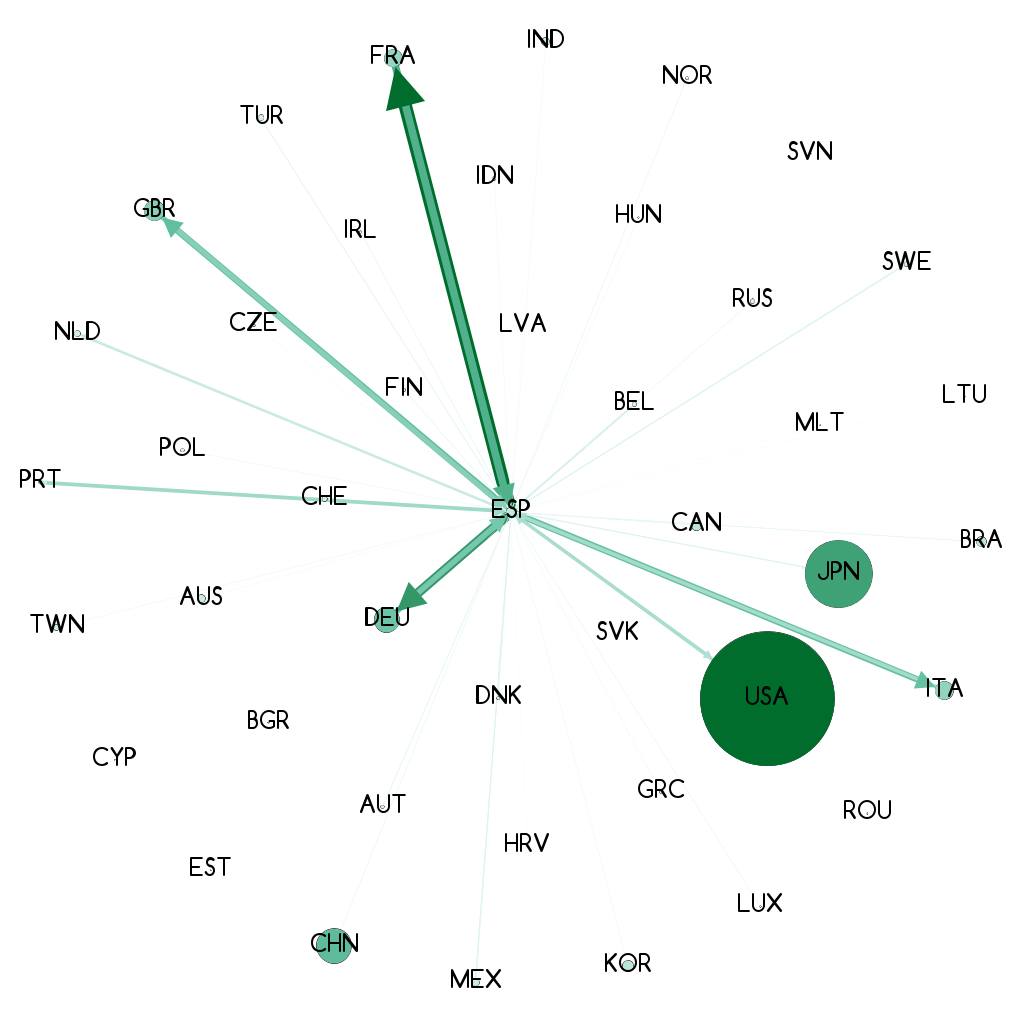 IND
FRA
NOR
TUR
SVN
IDN
GBR
HUN
IRL
SWE
RUS
CZE
LVA
NLD
FIN
LTU
BEL
MLT
POL
PRT
CHE
ESP
CAN
BRA
JPN
AUS
DEU
TWN
SVK
ITA
DNK
USA
BGR
CYP
GRC
AUT
ROU
HRV
EST
LUX
CHN
KOR
MEX